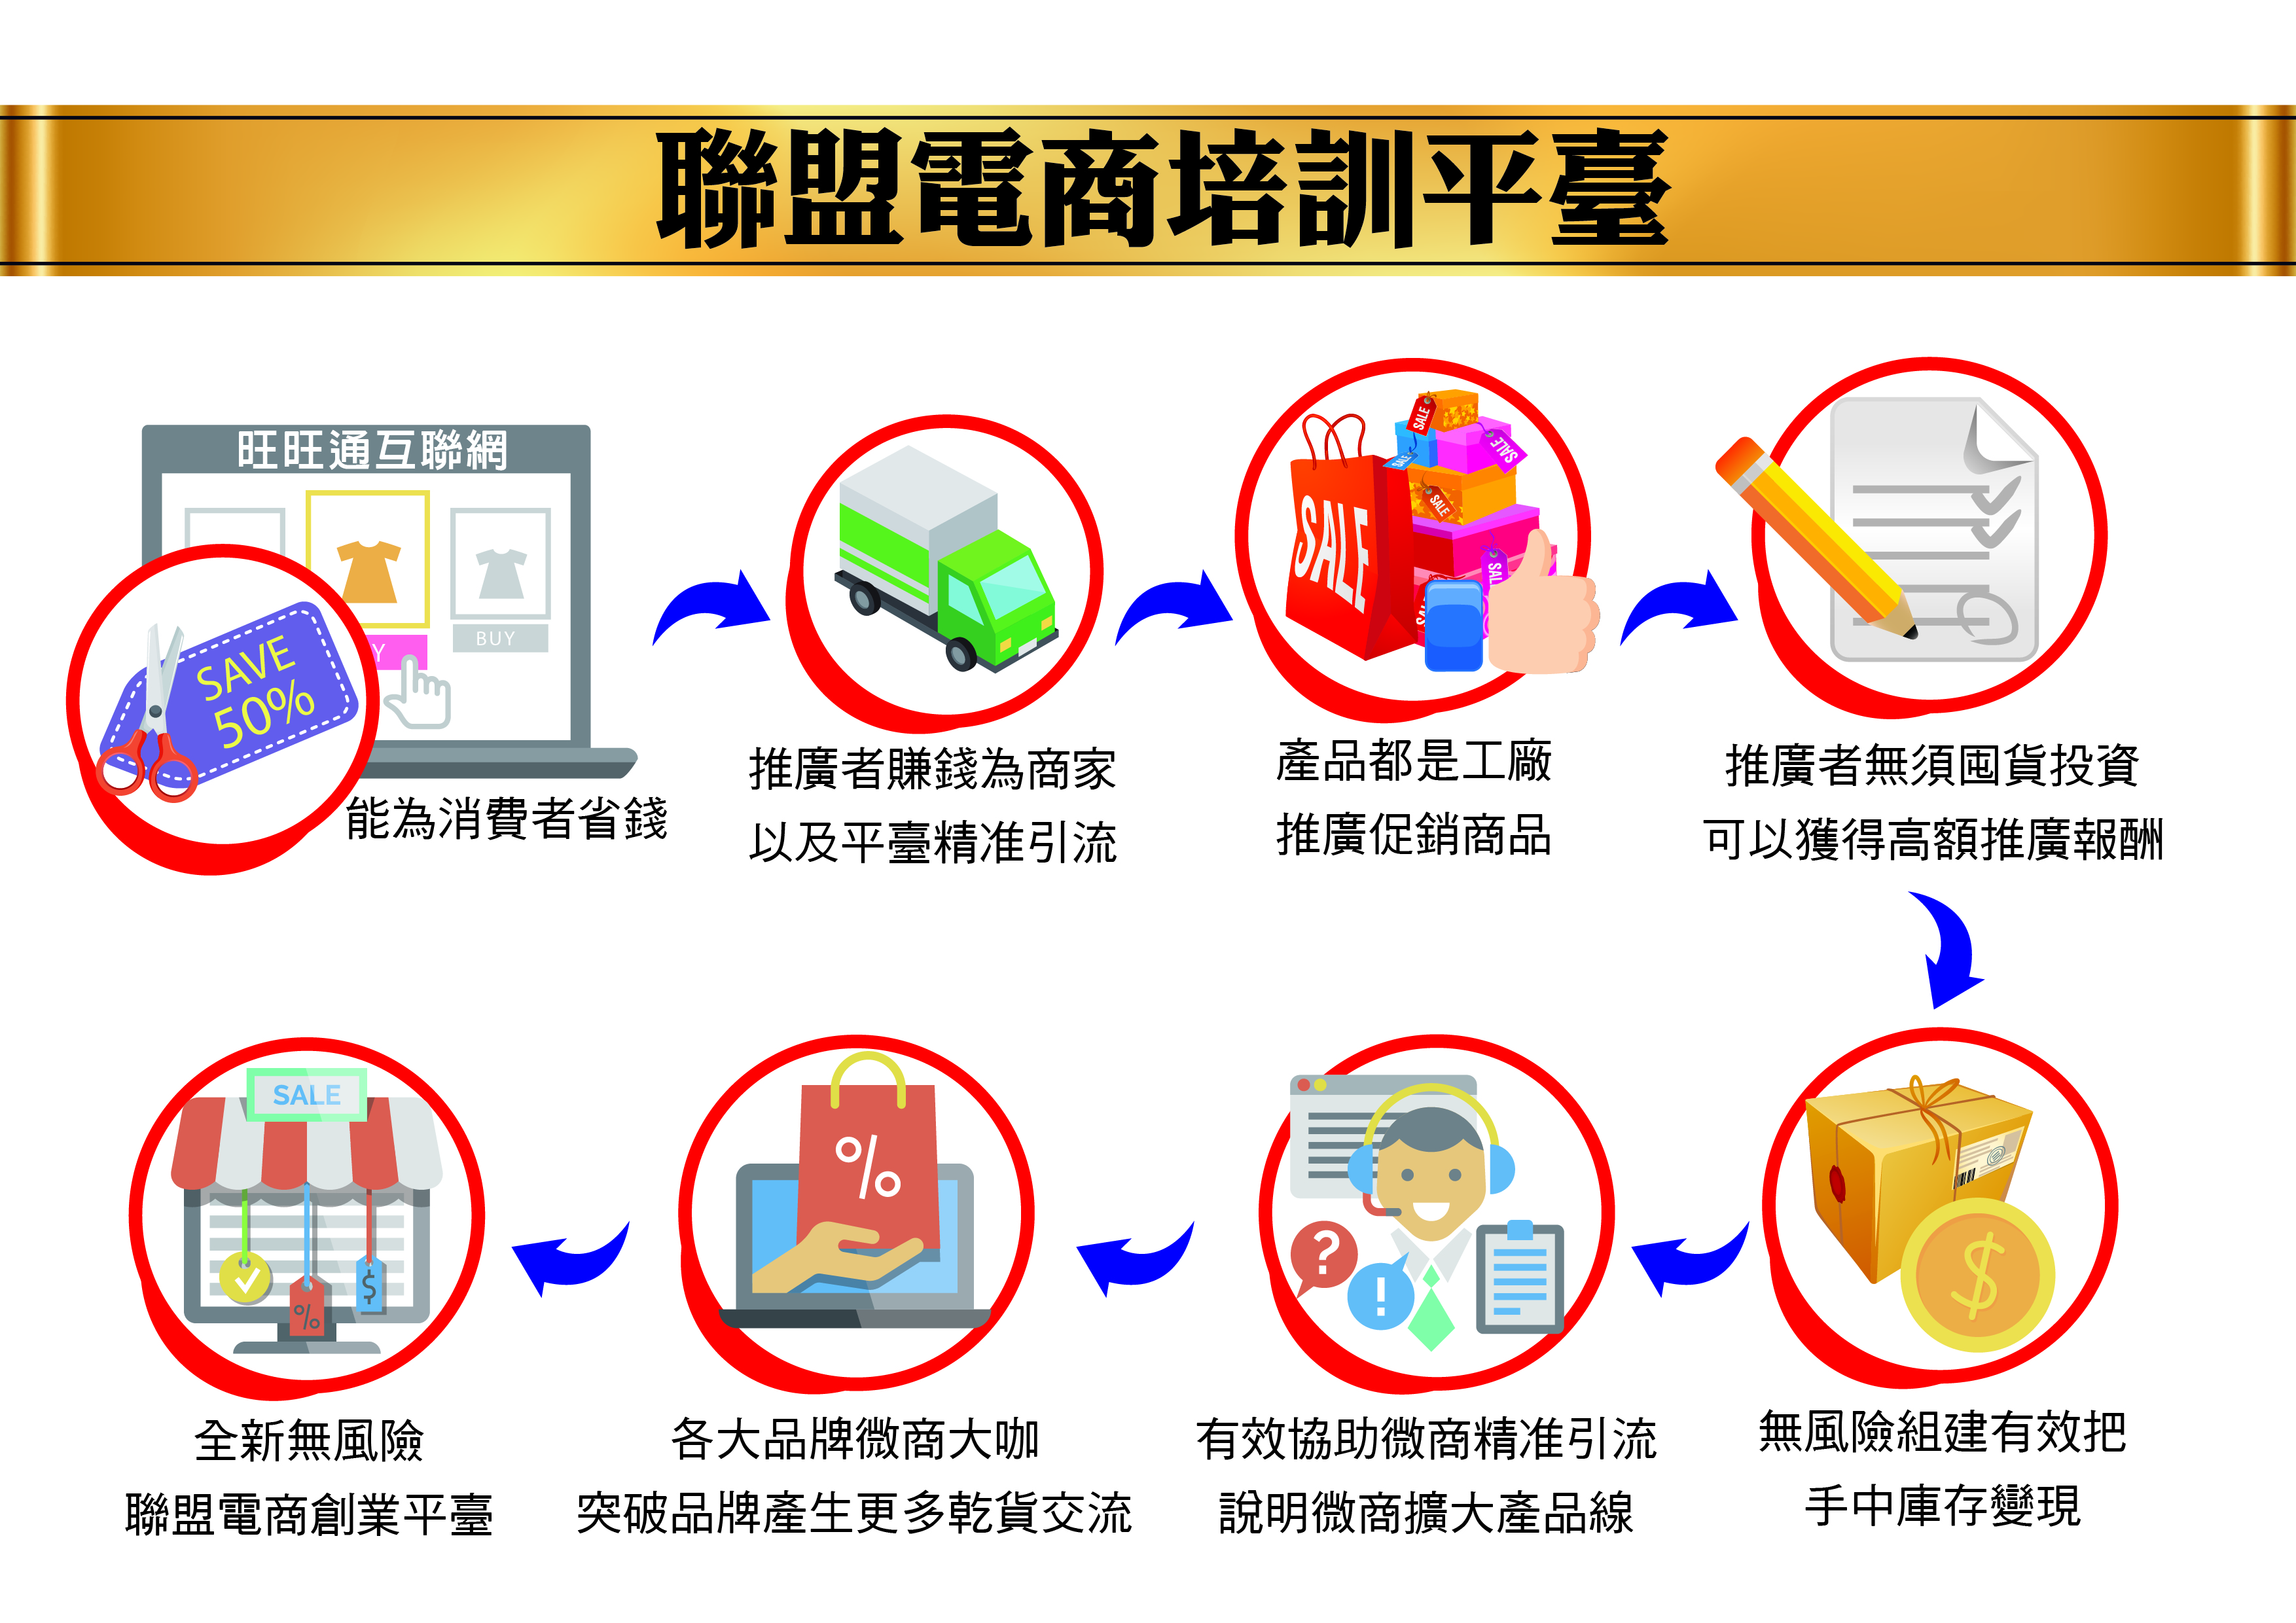 聯盟電商培訓平臺
旺旺通互聯網
BUY
SAVE
50%
能為消費者省錢
推廣者賺錢為商家
以及平臺精准引流
SALE
SALE
SALE
SALE
SALE
產品都是工廠
推廣促銷商品
推廣者無須囤貨投資
可以獲得高額推廣報酬
無風險組建有效把
手中庫存變現
有效協助微商精准引流
說明微商擴大產品線
各大品牌微商大咖
突破品牌產生更多乾貨交流
SALE
全新無風險
聯盟電商創業平臺